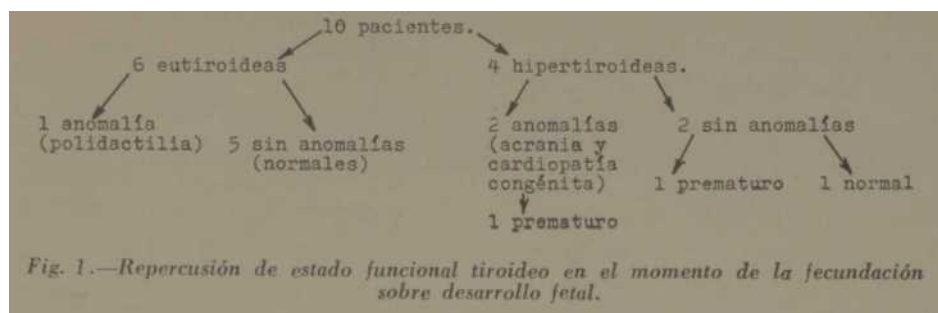 10 pacientes.
6 eutiroideas
4 hipertiroideas.
1 anomalía
(polidactilia)
5 sin anomalías
(normales)
2 anomalías
(acrania y
cardiopatía
congénita)
1 prematuro
2 sin anomalías
1 prematuro
1 normal
Fig. 1.—Repercusión de estado funcional tiroideo en el momento de la fecundación
sobre desarrollo fetal.